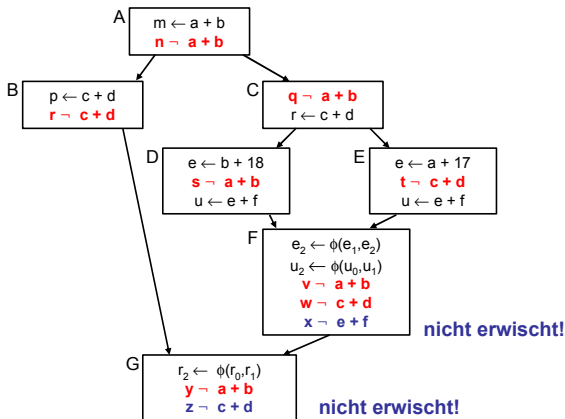 A
m ← a + b
n ¬ a + b
B
p ← c + d
r ¬ c + d
C
q ¬ a + b
r ← c + d
D
e ← b + 18
s ¬ a + b
u ← e + f
E
e ← a + 17
t ¬ c + d
u ← e + f
F
e₂ ← ϕ(e₁,e₂)
u₂ ← ϕ(u₀,u₁)
v ¬ a + b
w ¬ c + d
x ¬ e + f
nicht erwischt!
G
r₂ ← ϕ(r₀,r₁)
y ¬ a + b
z ¬ c + d
nicht erwischt!